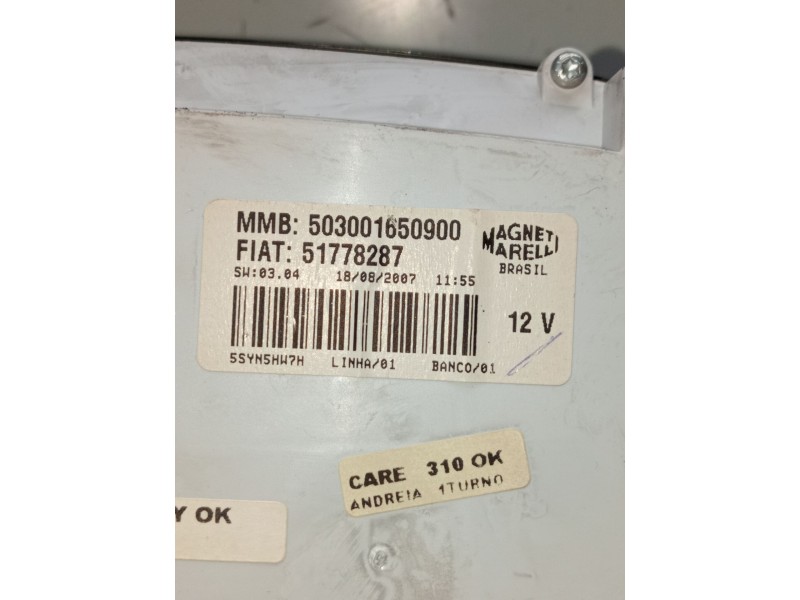 MMB: 503001650900
FIAT: 51778287
SW:03.04 18/08/2007 11:55
MAGNETI
MARELLI
BRASIL
12 V
5SYN5HW7H LINHA/01 BANCO/01
CARE 310 OK
ANDREIA 1TURNO
Y OK